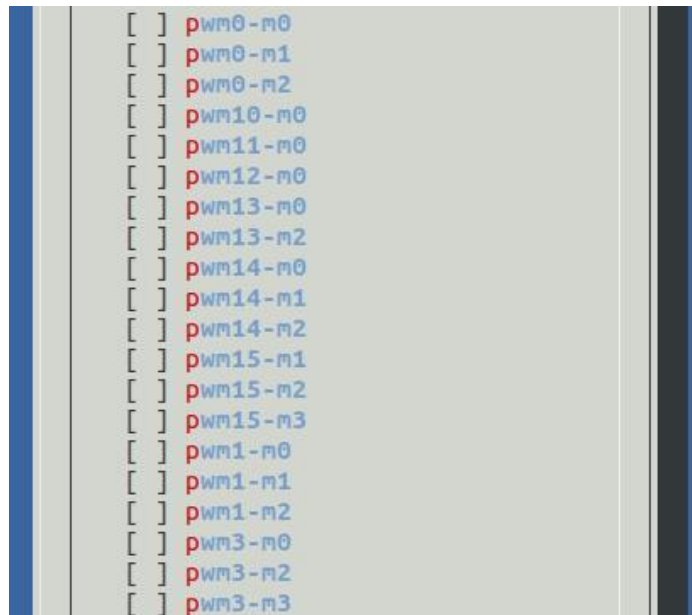 [ ] pwm0-m0
[ ] pwm0-m1
[ ] pwm0-m2
[ ] pwm10-m0
[ ] pwm11-m0
[ ] pwm12-m0
[ ] pwm13-m0
[ ] pwm13-m2
[ ] pwm14-m0
[ ] pwm14-m1
[ ] pwm14-m2
[ ] pwm15-m1
[ ] pwm15-m2
[ ] pwm15-m3
[ ] pwm1-m0
[ ] pwm1-m1
[ ] pwm1-m2
[ ] pwm3-m0
[ ] pwm3-m2
[ ] pwm3-m3